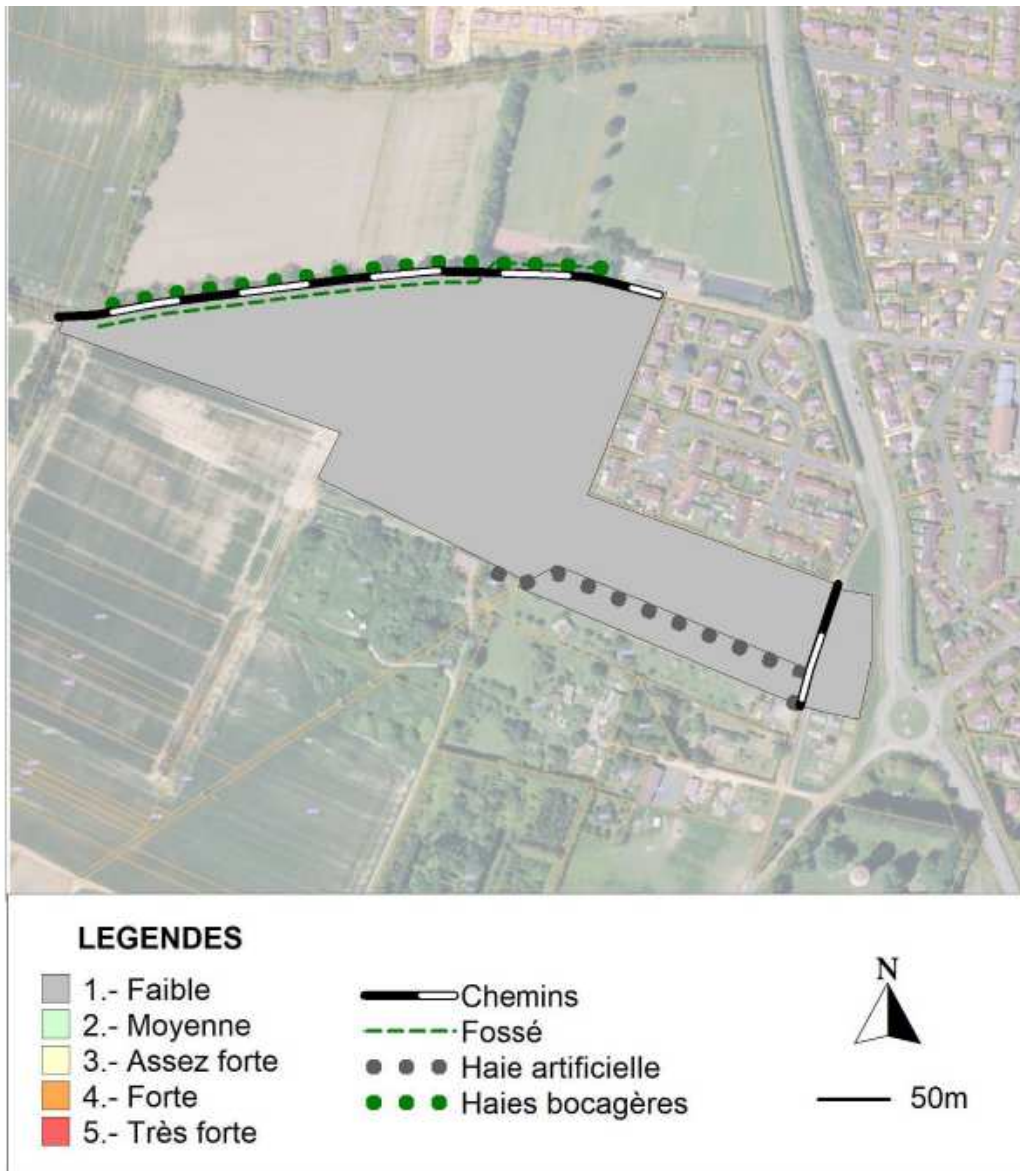 LEGENDES
1.- Faible
2.- Moyenne
3.- Assez forte
4.- Forte
5.- Très forte
Chemins
Fossé
Haie artificielle
Haies bocagères
N
50m